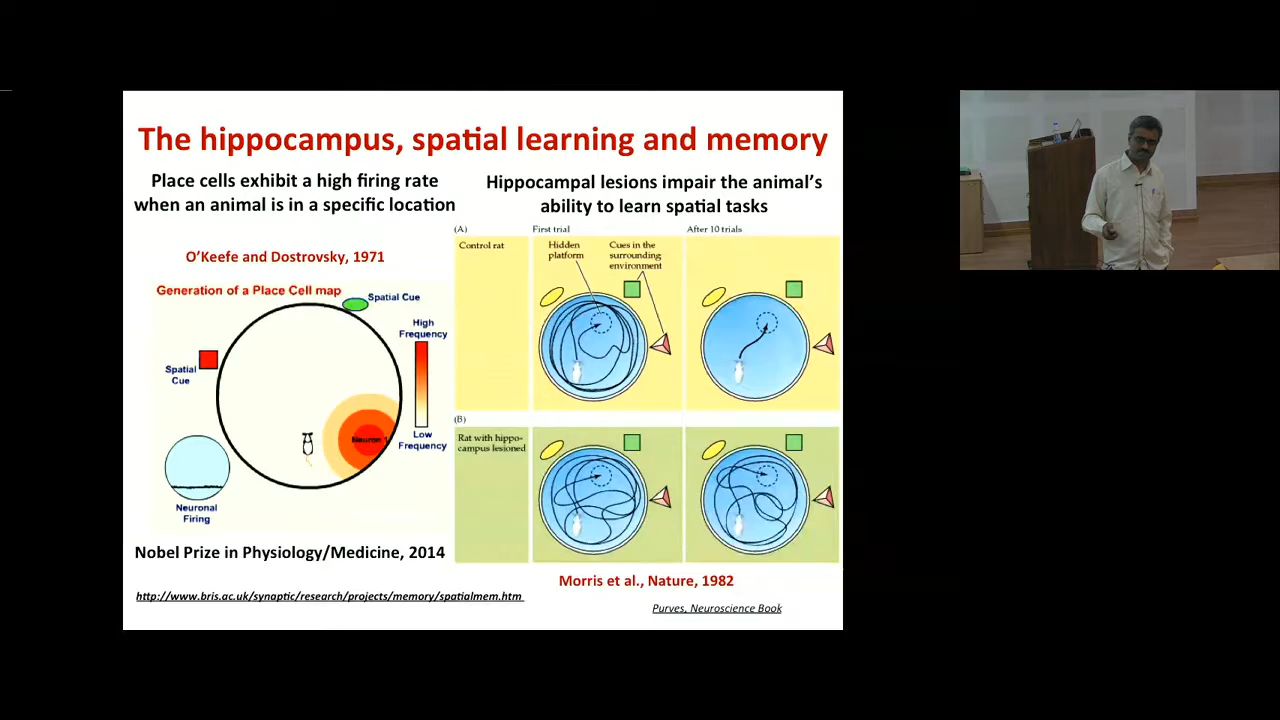 The hippocampus, spatial learning and memory
Place cells exhibit a high firing rate
when an animal is in a specific location
O'Keefe and Dostrovsky, 1971
Generation of a Place Cell map
Spatial Cue
High
Frequency
Spatial
Cue
Neuron 1
Low
Frequency
Neuronal
Firing
Nobel Prize in Physiology/Medicine, 2014
http://www.bris.ac.uk/synaptic/research/projects/memory/spatialmem.htm
Hippocampal lesions impair the animal's
ability to learn spatial tasks
(A)
First trial
After 10 trials
Control rat
Hidden
platform
Cues in the
surrounding
environment
(B)
Rat with hippo-
campus lesioned
Morris et al., Nature, 1982
Purves, Neuroscience Book